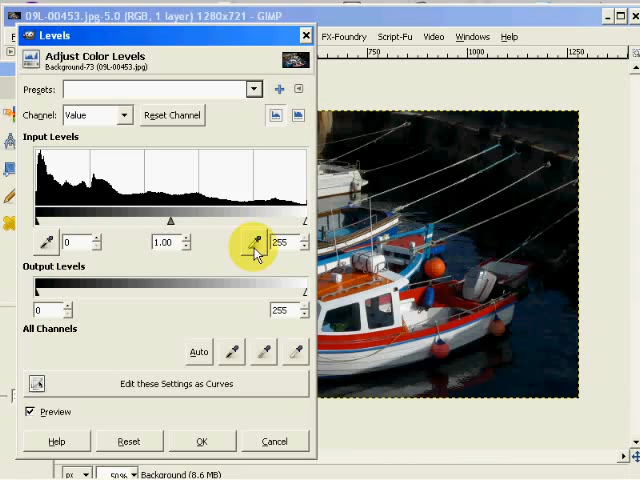 09L-00453.jpg-5.0 (RGB, 1 layer) 1280x721 - GIMP
Levels
FX-Foundry Script-Fu Video Windows Help
Adjust Color Levels
Background-73 (09L-00453.jpg)
750 1000 1250
Presets:
Channel: Value Reset Channel
Input Levels
0 1.00 255
Output Levels
0 255
All Channels
Auto
Edit these Settings as Curves
Preview
Help Reset OK Cancel
px 50% Background (8.6 MB)